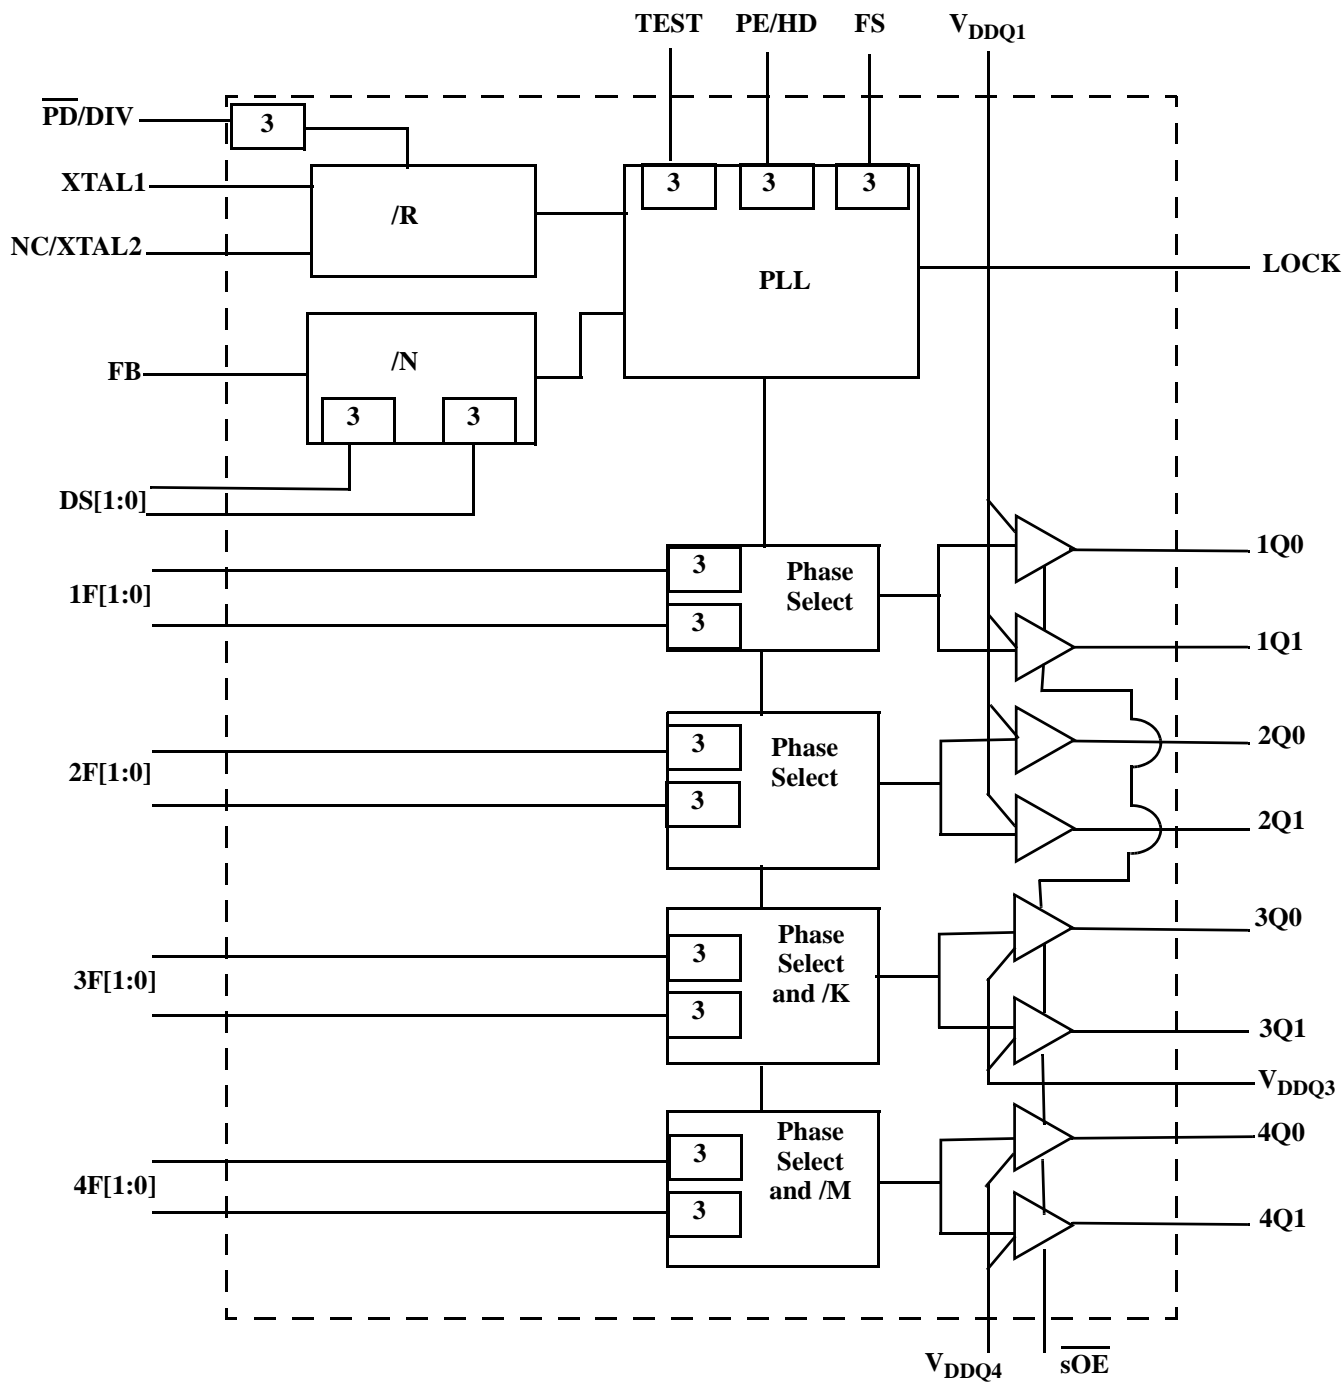 TEST PE/HD FS VDDQ1
PD/DIV
3
XTAL1
NC/XTAL2
/R
3 3 3
PLL
LOCK
FB
/N
3 3
DS[1:0]
1F[1:0]
3
3
Phase
Select
1Q0
1Q1
2F[1:0]
3
3
Phase
Select
2Q0
2Q1
3F[1:0]
3
3
Phase
Select
and /K
3Q0
3Q1
VDDQ3
4F[1:0]
3
3
Phase
Select
and /M
4Q0
4Q1
VDDQ4 sOE